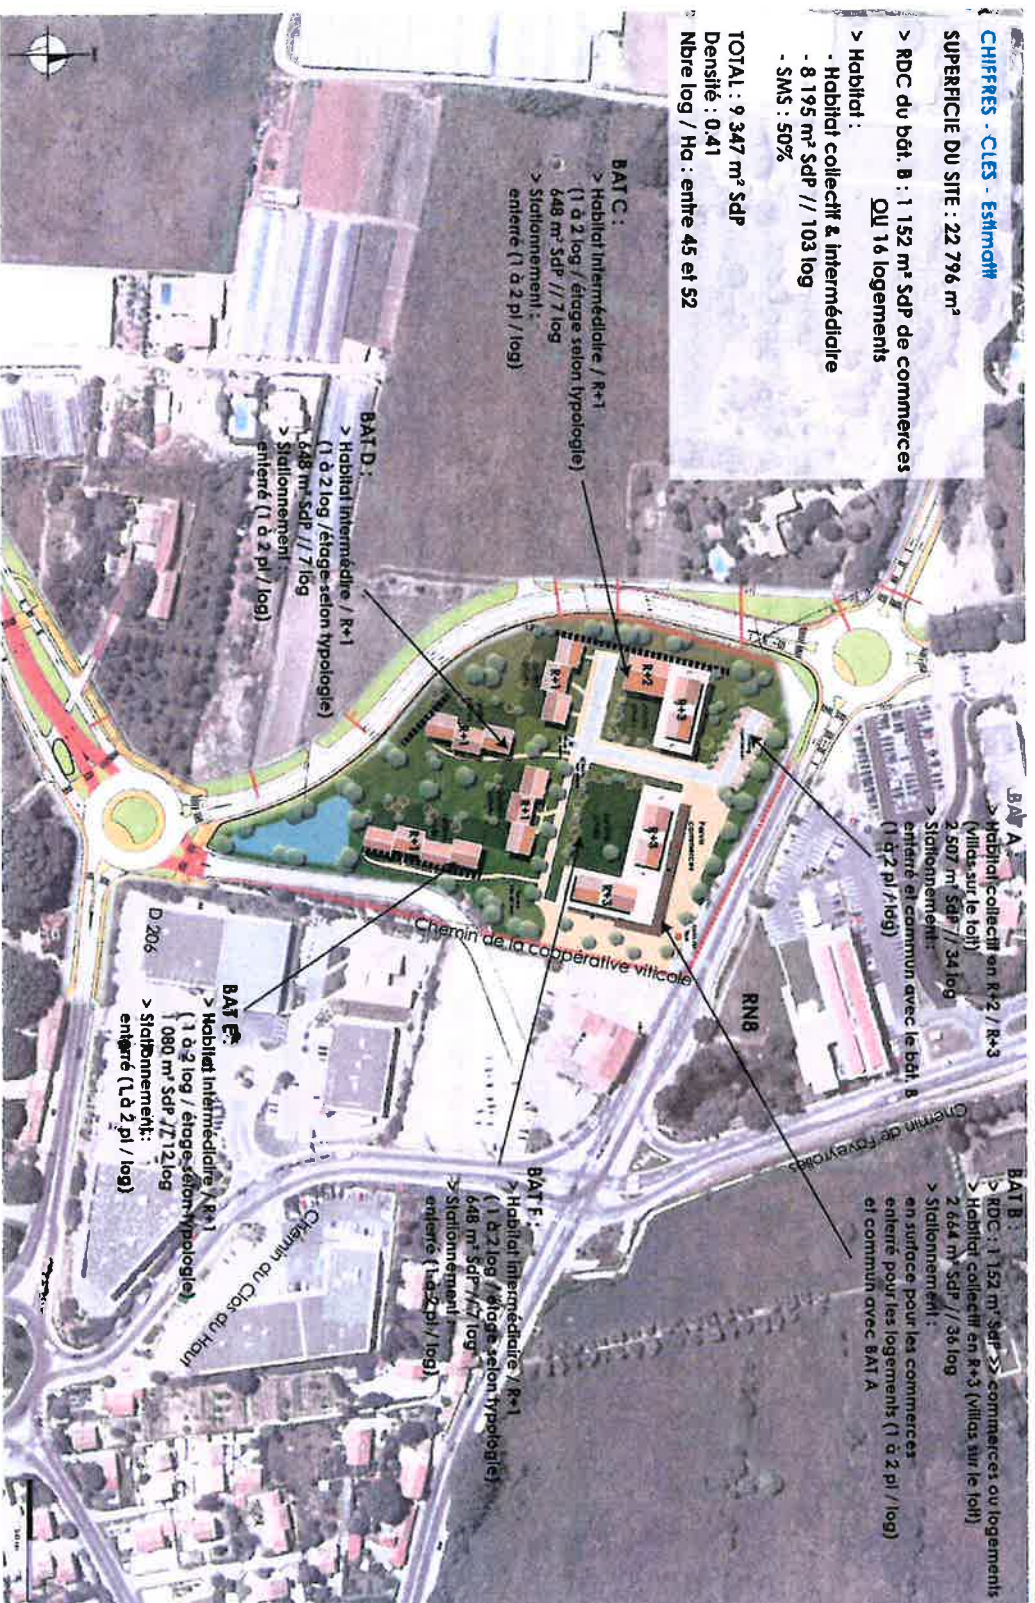 CHIFFRES - CLES - Estimatif
SUPERFICIE DU SITE : 22 796 m²
> RDC du bât. B : 1 152 m² SdP de commerces
OU 16 logements
> Habitat :
- Habitat collectif & intermédiaire
- 8 195 m² SdP // 103 log
- SMS : 50%
TOTAL : 9 347 m² SdP
Densité : 0.41
Nbre log / Ha : entre 45 et 52
BAT A :
> Habitat collectif en R+2 / R+3
(villas sur le toit)
2 507 m² SdP // 34 log
> Stationnement :
enterré et commun avec le bât. B
(1 à 2 pl / log)
BAT B :
> RDC : 1 152 m² SdP >> commerces ou logements
> Habitat collectif en R+3 (villas sur le toit)
2 664 m² SdP // 36 log
> Stationnement :
en surface pour les commerces
enterré pour les logements (1 à 2 pl / log)
et commun avec BAT A
BAT C :
> Habitat intermédiaire / R+1
(1 à 2 log / étage selon typologie)
648 m² SdP // 7 log
> Stationnement :
enterré (1 à 2 pl / log)
BAT D :
> Habitat intermédire / R+1
(1 à 2 log / étage selon typologie)
648 m² SdP // 7 log
> Stationnement
enterré (1 à 2 pl / log)
BAT E :
> Habitat intermédiaire / R+1
(1 à 2 log / étage selon typologie)
1 080 m² SdP // 12 log
> Stationnement :
enterré (1 à 2 pl / log)
BAT F :
> Habitat intermédiaire / R+1
(1 à 2 log / étage selon typologie)
648 m² SdP // 7 log
> Stationnement :
enterré (1 à 2 pl / log)
R+2
R+3
R+1
R+3
R+3
R+1
R+1
R+1
RN8
D 206
Chemin de la coopérative viticole
Chemin de Faveyrolles
Chemin du Clos du Haut